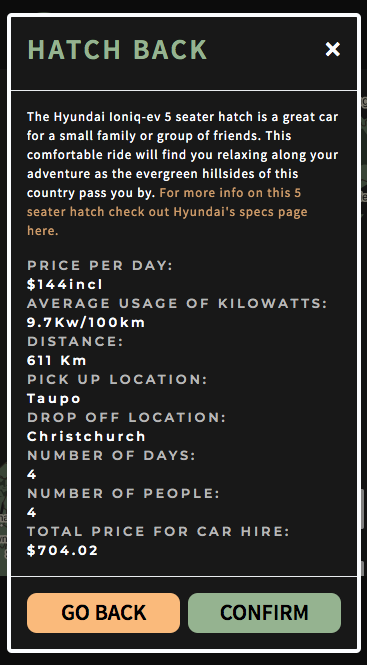 HATCH BACK
The Hyundai Ioniq-ev 5 seater hatch is a great car
for a small family or group of friends. This
comfortable ride will find you relaxing along your
adventure as the evergreen hillsides of this
country pass you by. For more info on this 5
seater hatch check out Hyundai's specs page
here.
PRICE PER DAY:
$144incl
AVERAGE USAGE OF KILOWATTS:
9.7Kw/100km
DISTANCE:
611 Km
PICK UP LOCATION:
Taupo
DROP OFF LOCATION:
Christchurch
NUMBER OF DAYS:
4
NUMBER OF PEOPLE:
4
TOTAL PRICE FOR CAR HIRE:
$704.02
GO BACK CONFIRM